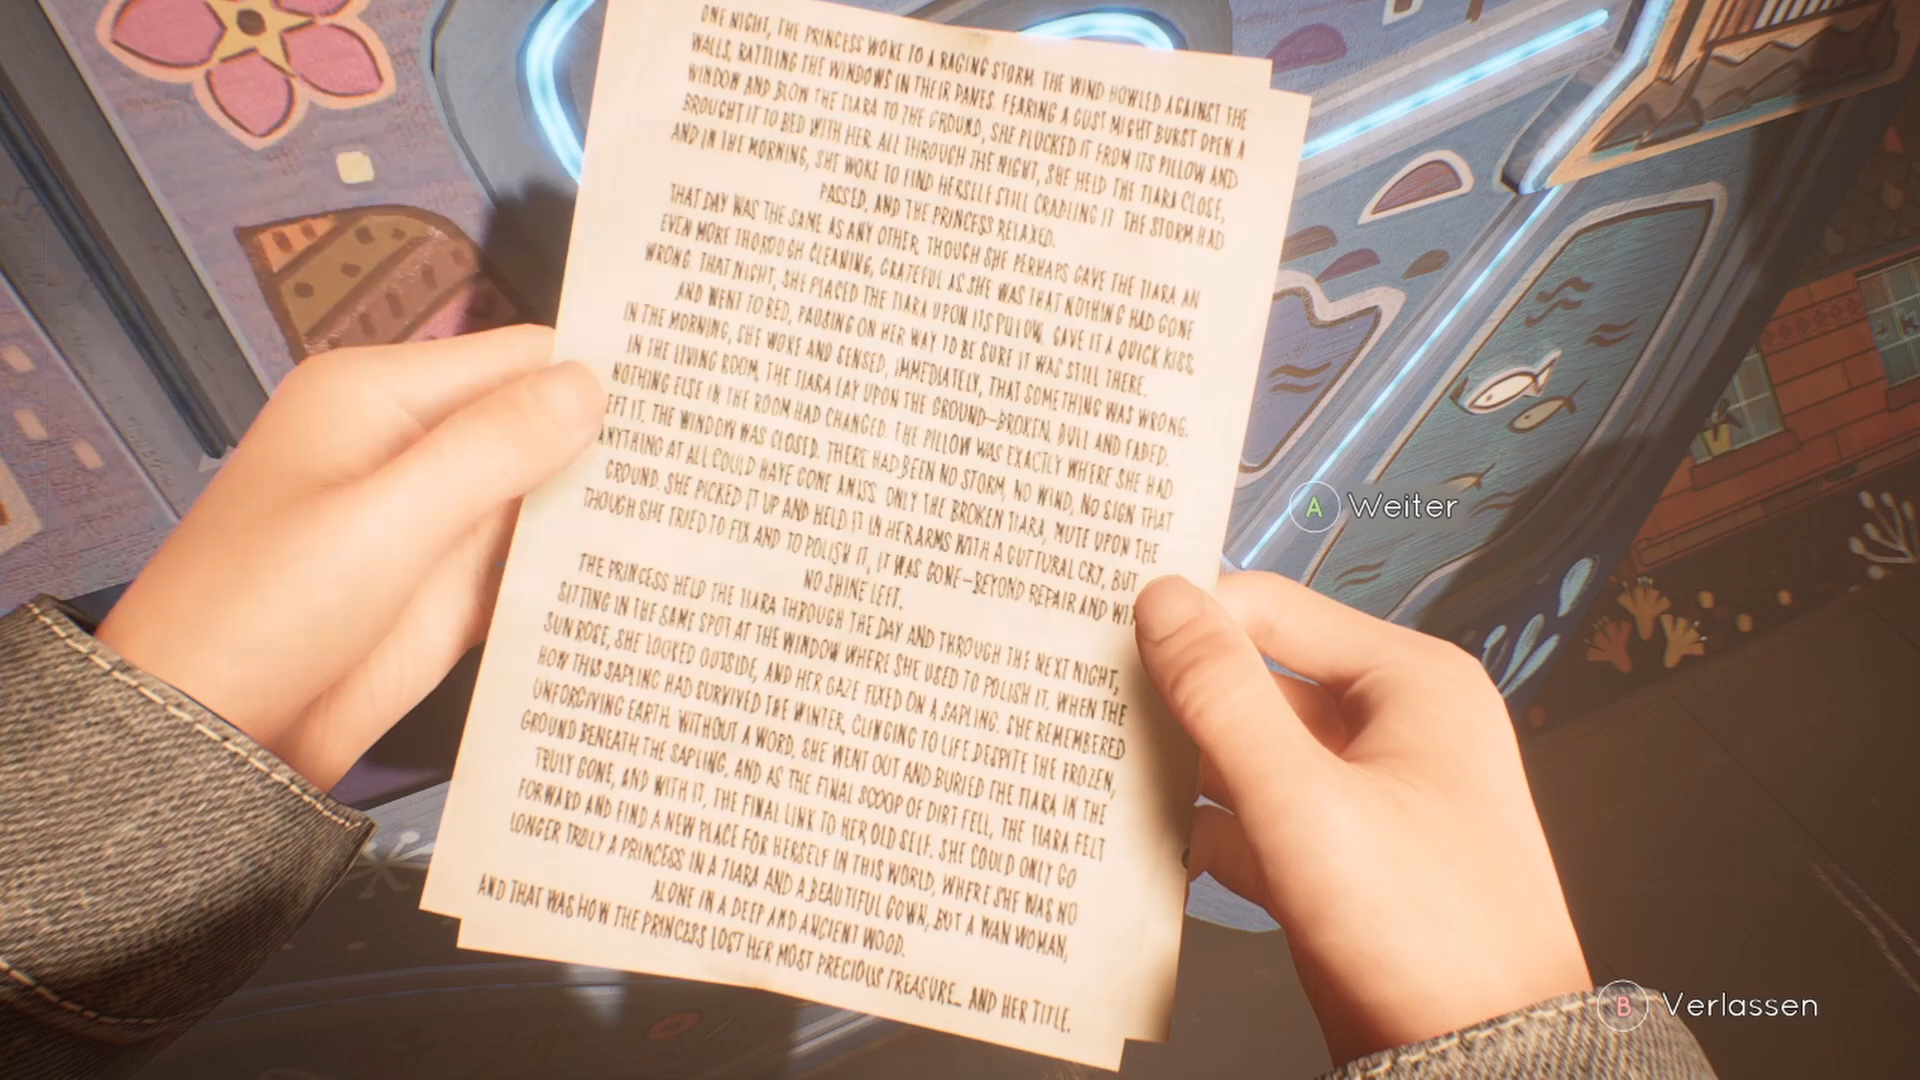 ONE NIGHT, THE PRINCESS WOKE TO A RAGING STORM. THE WIND HOWLED AGAINST THE
WALLS, RATTLING THE WINDOWS IN THEIR PANES. FEARING A GUST MIGHT BURST OPEN A
WINDOW AND BLOW THE TIARA TO THE GROUND, SHE PLUCKED IT FROM ITS PILLOW AND
BROUGHT IT TO BED WITH HER. ALL THROUGH THE NIGHT, SHE HELD THE TIARA CLOSE,
AND IN THE MORNING, SHE WOKE TO FIND HERSELF STILL CRADLING IT. THE STORM HAD
PASSED, AND THE PRINCESS RELAXED.
THAT DAY WAS THE SAME AS ANY OTHER, THOUGH SHE PERHAPS GAVE THE TIARA AN
EVEN MORE THOROUGH CLEANING, GRATEFUL AS SHE WAS THAT NOTHING HAD GONE
WRONG. THAT NIGHT, SHE PLACED THE TIARA UPON ITS PILLOW, GAVE IT A QUICK KISS,
AND WENT TO BED, PAUSING ON HER WAY TO BE SURE IT WAS STILL THERE.
IN THE MORNING, SHE WOKE AND SENSED, IMMEDIATELY, THAT SOMETHING WAS WRONG.
IN THE LIVING ROOM, THE TIARA LAY UPON THE GROUND—BROKEN, DULL AND FADED.
NOTHING ELSE IN THE ROOM HAD CHANGED. THE PILLOW WAS EXACTLY WHERE SHE HAD
LEFT IT, THE WINDOW WAS CLOSED. THERE HAD BEEN NO STORM, NO WIND, NO SIGN THAT
ANYTHING AT ALL COULD HAVE GONE AMISS. ONLY THE BROKEN TIARA, MUTE UPON THE
GROUND. SHE PICKED IT UP AND HELD IT IN HER ARMS WITH A GUTTURAL CRY, BUT
THOUGH SHE TRIED TO FIX AND TO POLISH IT, IT WAS GONE—BEYOND REPAIR AND WITH
NO SHINE LEFT.
THE PRINCESS HELD THE TIARA THROUGH THE DAY AND THROUGH THE NEXT NIGHT,
SITTING IN THE SAME SPOT AT THE WINDOW WHERE SHE USED TO POLISH IT. WHEN THE
SUN ROSE, SHE LOOKED OUTSIDE, AND HER GAZE FIXED ON A SAPLING. SHE REMEMBERED
HOW THIS SAPLING HAD SURVIVED THE WINTER, CLINGING TO LIFE DESPITE THE FROZEN,
UNFORGIVING EARTH. WITHOUT A WORD, SHE WENT OUT AND BURIED THE TIARA IN THE
GROUND BENEATH THE SAPLING, AND AS THE FINAL SCOOP OF DIRT FELL, THE TIARA FELT
TRULY GONE, AND WITH IT, THE FINAL LINK TO HER OLD SELF. SHE COULD ONLY GO
FORWARD AND FIND A NEW PLACE FOR HERSELF IN THIS WORLD, WHERE SHE WAS NO
LONGER TRULY A PRINCESS IN A TIARA AND A BEAUTIFUL GOWN, BUT A WAN WOMAN,
ALONE IN A DEEP AND ANCIENT WOOD.
AND THAT WAS HOW THE PRINCESS LOST HER MOST PRECIOUS TREASURE... AND HER TITLE.
A Weiter
B Verlassen